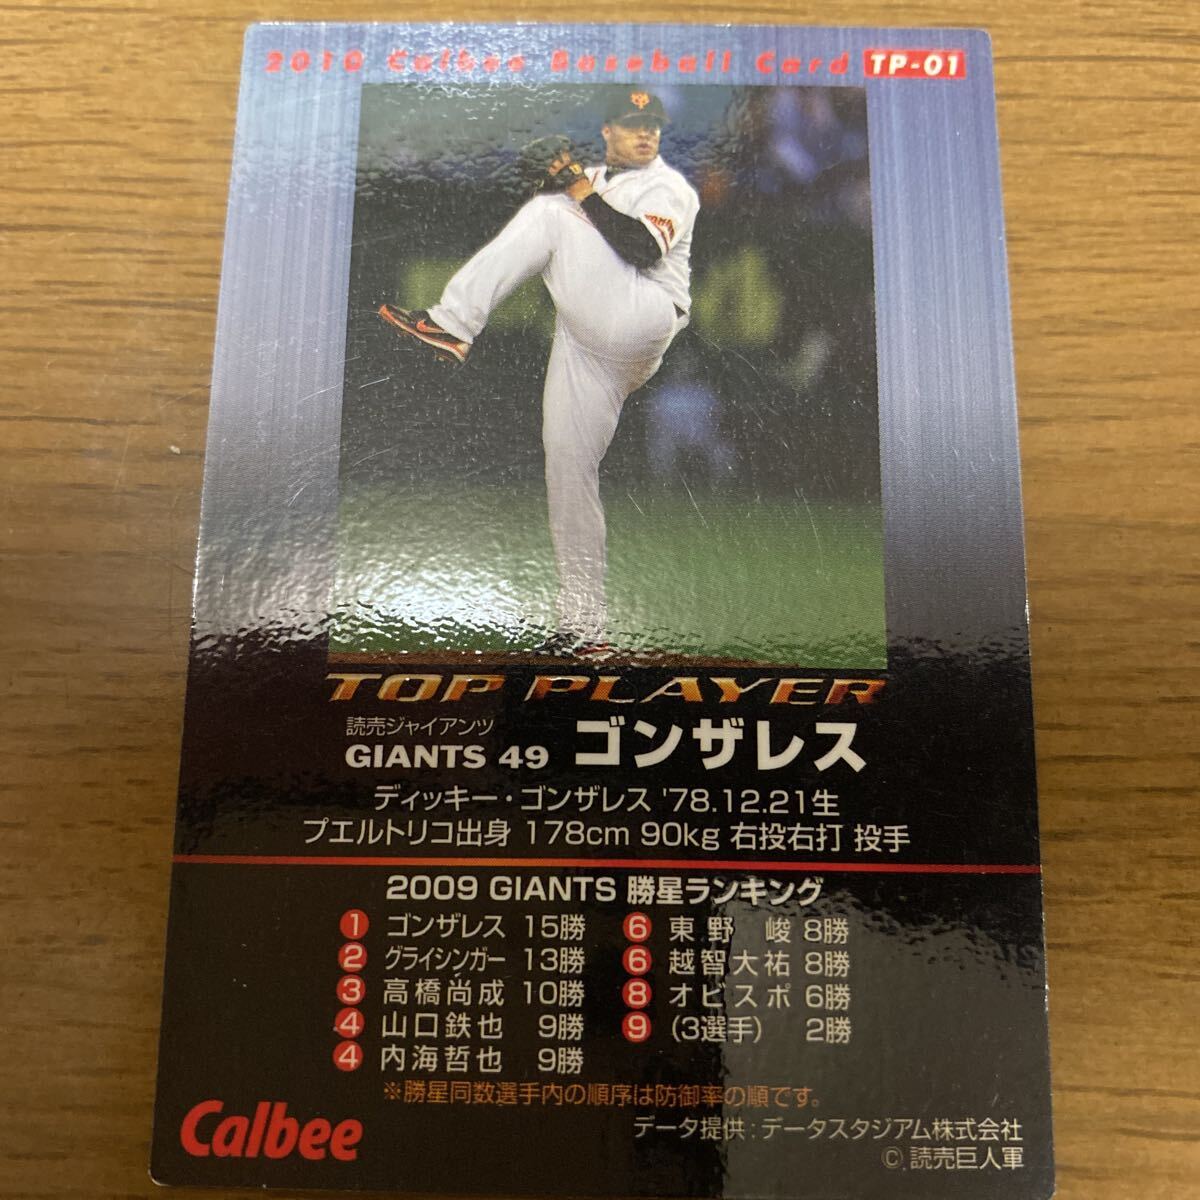 2010 Calbee Baseball Card TP-01
TOP PLAYER
読売ジャイアンツ
GIANTS 49 ゴンザレス
ディッキー・ゴンザレス '78.12.21生
プエルトリコ出身 178cm 90kg 右投右打 投手
2009 GIANTS 勝星ランキング
1 ゴンザレス 15勝
2 グライシンガー 13勝
3 高橋尚成 10勝
4 山口鉄也 9勝
4 内海哲也 9勝
6 東野 峻 8勝
6 越智大祐 8勝
8 オビスポ 6勝
9 (3選手) 2勝
※勝星同数選手内の順序は防御率の順です。
Calbee
データ提供:データスタジアム株式会社
© 読売巨人軍